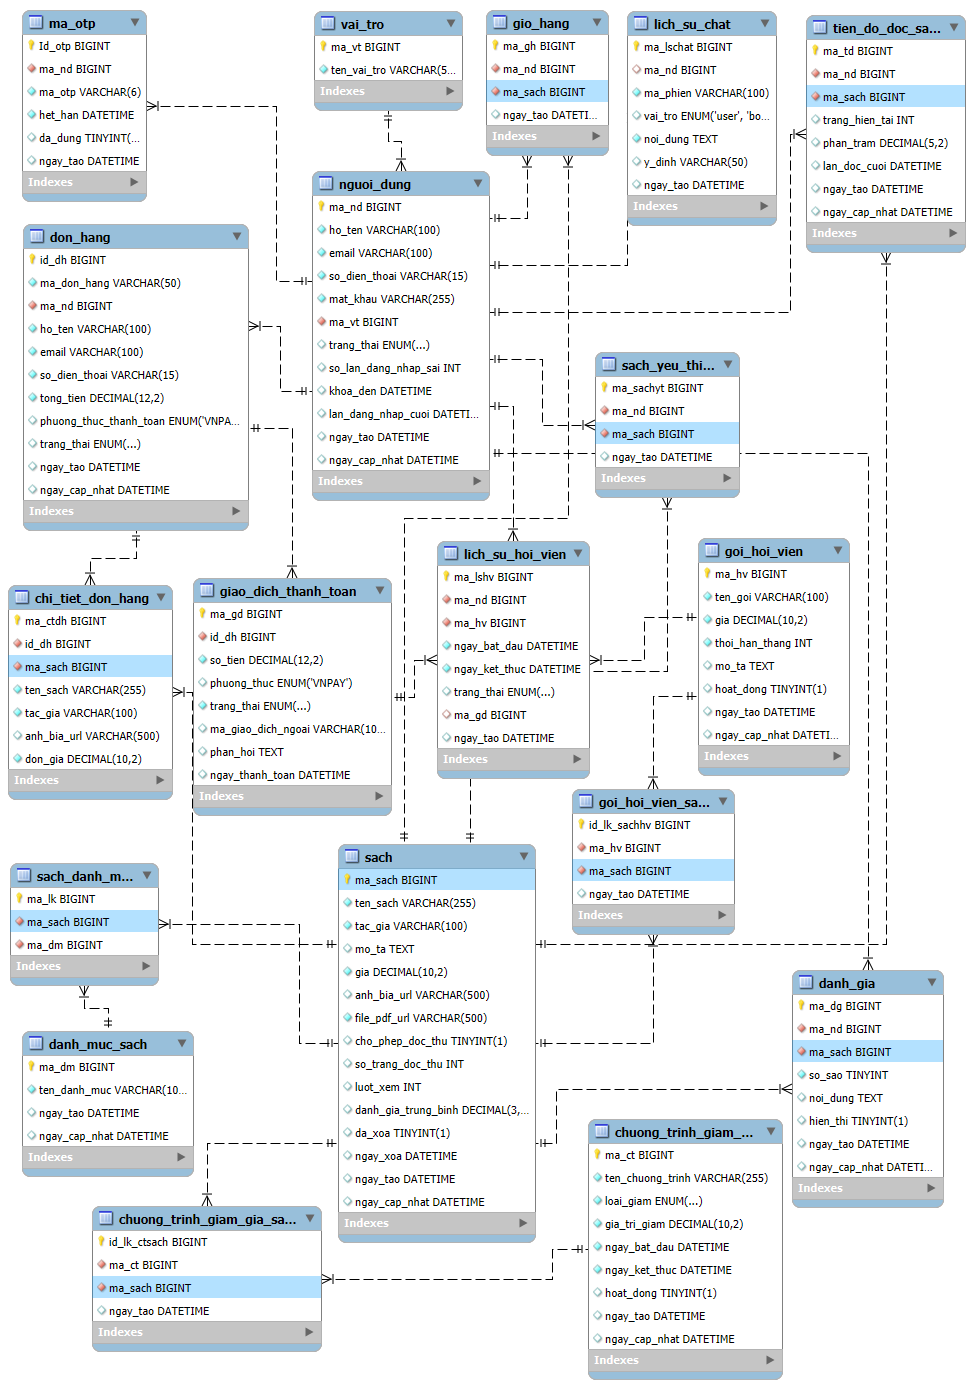 ma_otp
Id_otp BIGINT
ma_nd BIGINT
ma_otp VARCHAR(6)
het_han DATETIME
da_dung TINYINT(...
ngay_tao DATETIME
Indexes
vai_tro
ma_vt BIGINT
ten_vai_tro VARCHAR(5...
Indexes
gio_hang
ma_gh BIGINT
ma_nd BIGINT
ma_sach BIGINT
ngay_tao DATETI...
Indexes
lich_su_chat
ma_lschat BIGINT
ma_nd BIGINT
ma_phien VARCHAR(100)
vai_tro ENUM('user', 'bo...
noi_dung TEXT
y_dinh VARCHAR(50)
ngay_tao DATETIME
Indexes
tien_do_doc_sa...
ma_td BIGINT
ma_nd BIGINT
ma_sach BIGINT
trang_hien_tai INT
phan_tram DECIMAL(5,2)
lan_doc_cuoi DATETIME
ngay_tao DATETIME
ngay_cap_nhat DATETIME
Indexes
nguoi_dung
ma_nd BIGINT
ho_ten VARCHAR(100)
email VARCHAR(100)
so_dien_thoai VARCHAR(15)
mat_khau VARCHAR(255)
ma_vt BIGINT
trang_thai ENUM(...)
so_lan_dang_nhap_sai INT
khoa_den DATETIME
lan_dang_nhap_cuoi DATETI...
ngay_tao DATETIME
ngay_cap_nhat DATETIME
Indexes
don_hang
id_dh BIGINT
ma_don_hang VARCHAR(50)
ma_nd BIGINT
ho_ten VARCHAR(100)
email VARCHAR(100)
so_dien_thoai VARCHAR(15)
tong_tien DECIMAL(12,2)
phuong_thuc_thanh_toan ENUM('VNPA...
trang_thai ENUM(...)
ngay_tao DATETIME
ngay_cap_nhat DATETIME
Indexes
sach_yeu_thi...
ma_sachyt BIGINT
ma_nd BIGINT
ma_sach BIGINT
ngay_tao DATETIME
Indexes
chi_tiet_don_hang
ma_ctdh BIGINT
id_dh BIGINT
ma_sach BIGINT
ten_sach VARCHAR(255)
tac_gia VARCHAR(100)
anh_bia_url VARCHAR(500)
don_gia DECIMAL(10,2)
Indexes
giao_dich_thanh_toan
ma_gd BIGINT
id_dh BIGINT
so_tien DECIMAL(12,2)
phuong_thuc ENUM('VNPAY')
trang_thai ENUM(...)
ma_giao_dich_ngoai VARCHAR(10...
phan_hoi TEXT
ngay_thanh_toan DATETIME
Indexes
lich_su_hoi_vien
ma_lshv BIGINT
ma_nd BIGINT
ma_hv BIGINT
ngay_bat_dau DATETIME
ngay_ket_thuc DATETIME
trang_thai ENUM(...)
ma_gd BIGINT
ngay_tao DATETIME
Indexes
goi_hoi_vien
ma_hv BIGINT
ten_goi VARCHAR(100)
gia DECIMAL(10,2)
thoi_han_thang INT
mo_ta TEXT
hoat_dong TINYINT(1)
ngay_tao DATETIME
ngay_cap_nhat DATETI...
Indexes
goi_hoi_vien_sa...
id_lk_sachhv BIGINT
ma_hv BIGINT
ma_sach BIGINT
ngay_tao DATETIME
Indexes
sach
ma_sach BIGINT
ten_sach VARCHAR(255)
tac_gia VARCHAR(100)
mo_ta TEXT
gia DECIMAL(10,2)
anh_bia_url VARCHAR(500)
file_pdf_url VARCHAR(500)
cho_phep_doc_thu TINYINT(1)
so_trang_doc_thu INT
luot_xem INT
danh_gia_trung_binh DECIMAL(3,...
da_xoa TINYINT(1)
ngay_xoa DATETIME
ngay_tao DATETIME
ngay_cap_nhat DATETIME
Indexes
sach_danh_m...
ma_lk BIGINT
ma_sach BIGINT
ma_dm BIGINT
Indexes
danh_muc_sach
ma_dm BIGINT
ten_danh_muc VARCHAR(10...
ngay_tao DATETIME
ngay_cap_nhat DATETIME
Indexes
danh_gia
ma_dg BIGINT
ma_nd BIGINT
ma_sach BIGINT
so_sao TINYINT
noi_dung TEXT
hien_thi TINYINT(1)
ngay_tao DATETIME
ngay_cap_nhat DATETI...
Indexes
chuong_trinh_giam_...
ma_ct BIGINT
ten_chuong_trinh VARCHAR(255)
loai_giam ENUM(...)
gia_tri_giam DECIMAL(10,2)
ngay_bat_dau DATETIME
ngay_ket_thuc DATETIME
hoat_dong TINYINT(1)
ngay_tao DATETIME
ngay_cap_nhat DATETIME
Indexes
chuong_trinh_giam_gia_sa...
id_lk_ctsach BIGINT
ma_ct BIGINT
ma_sach BIGINT
ngay_tao DATETIME
Indexes